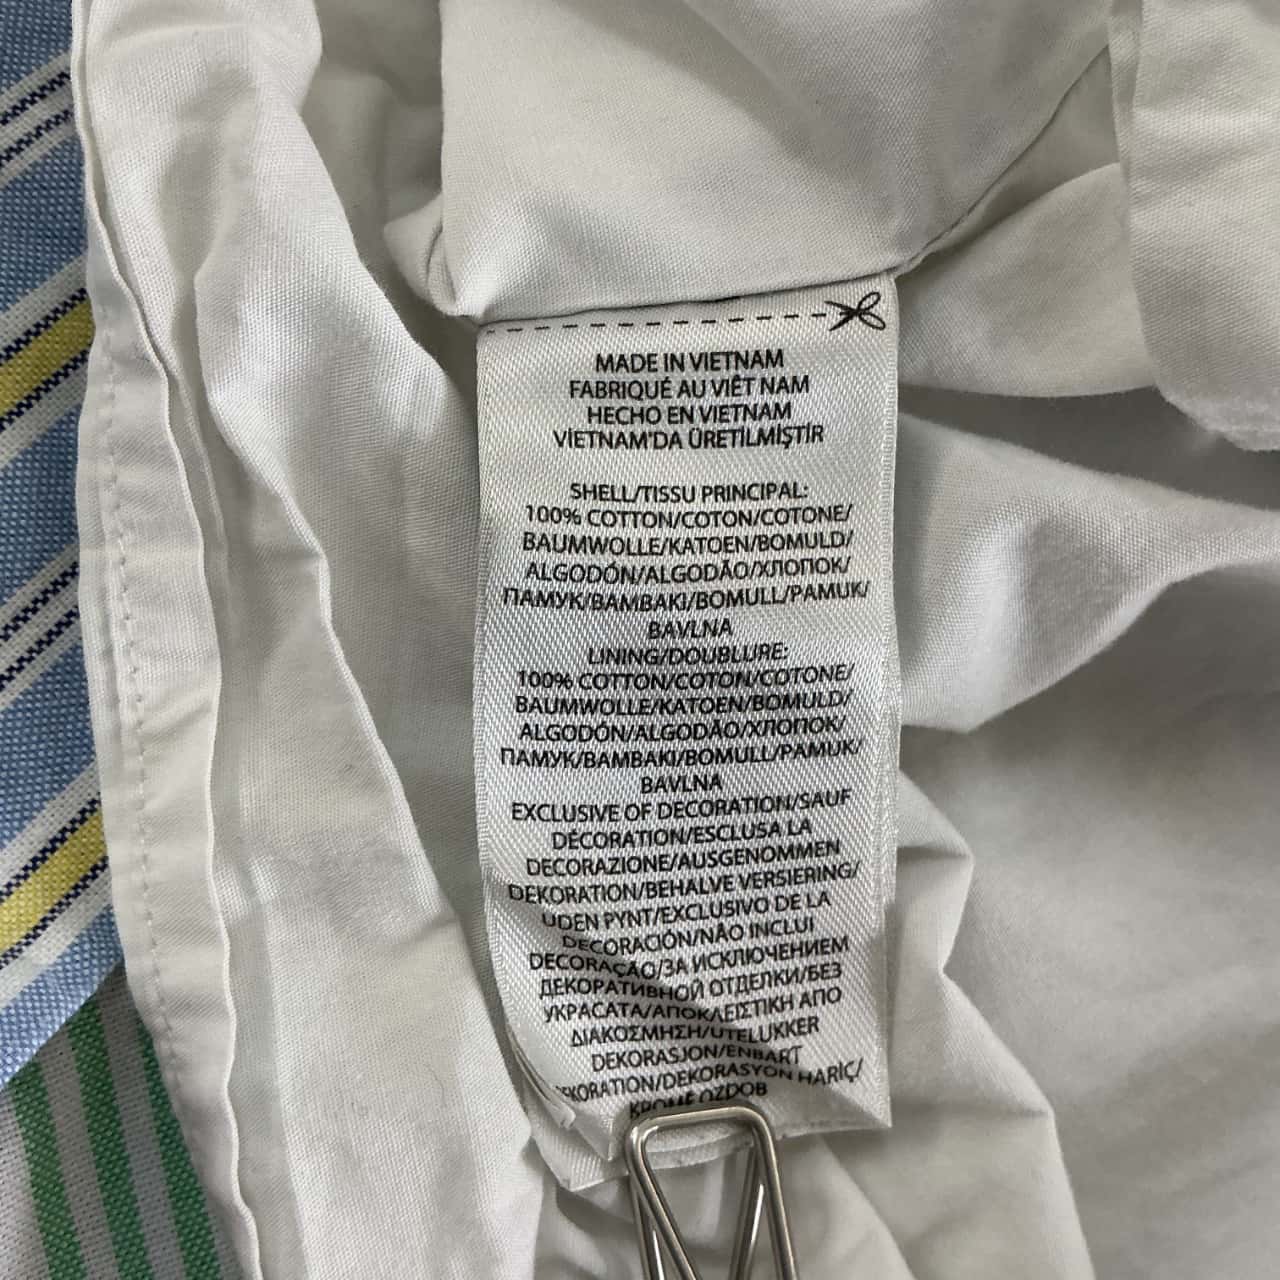 MADE IN VIETNAM
FABRIQUÉ AU VIÊT NAM
HECHO EN VIETNAM
VİETNAM'DA ÜRETİLMİŞTİR
SHELL/TISSU PRINCIPAL:
100% COTTON/COTON/COTONE/
BAUMWOLLE/KATOEN/BOMULD/
ALGODÓN/ALGODÃO/ХЛОПОК/
ПАМУК/BAMBAKI/BOMULL/PAMUK/
BAVLNA
LINING/DOUBLURE:
100% COTTON/COTON/COTONE/
BAUMWOLLE/KATOEN/BOMULD/
ALGODÓN/ALGODÃO/ХЛОПОК/
ПАМУК/BAMBAKI/BOMULL/PAMUK/
BAVLNA
EXCLUSIVE OF DECORATION/SAUF
DÉCORATION/ESCLUSA LA
DECORAZIONE/AUSGENOMMEN
DEKORATION/BEHALVE VERSIERING/
UDEN PYNT/EXCLUSIVO DE LA
DECORACIÓN/NÃO INCLUI
DECORAÇÃO/ЗА ИСКЛЮЧЕНИЕМ
ДЕКОРАТИВНОЙ ОТДЕЛКИ/БЕЗ
УКРАСАТА/ΑΠΟΚΛΕΙΣΤΙΚΗ ΑΠΟ
ΔΙΑΚΟΣΜΗΣΗ/UTELUKKER
DEKORASJON/ENBART
DEKORATION/DEKORASYON HARİÇ/
KROMĚ OZDOB